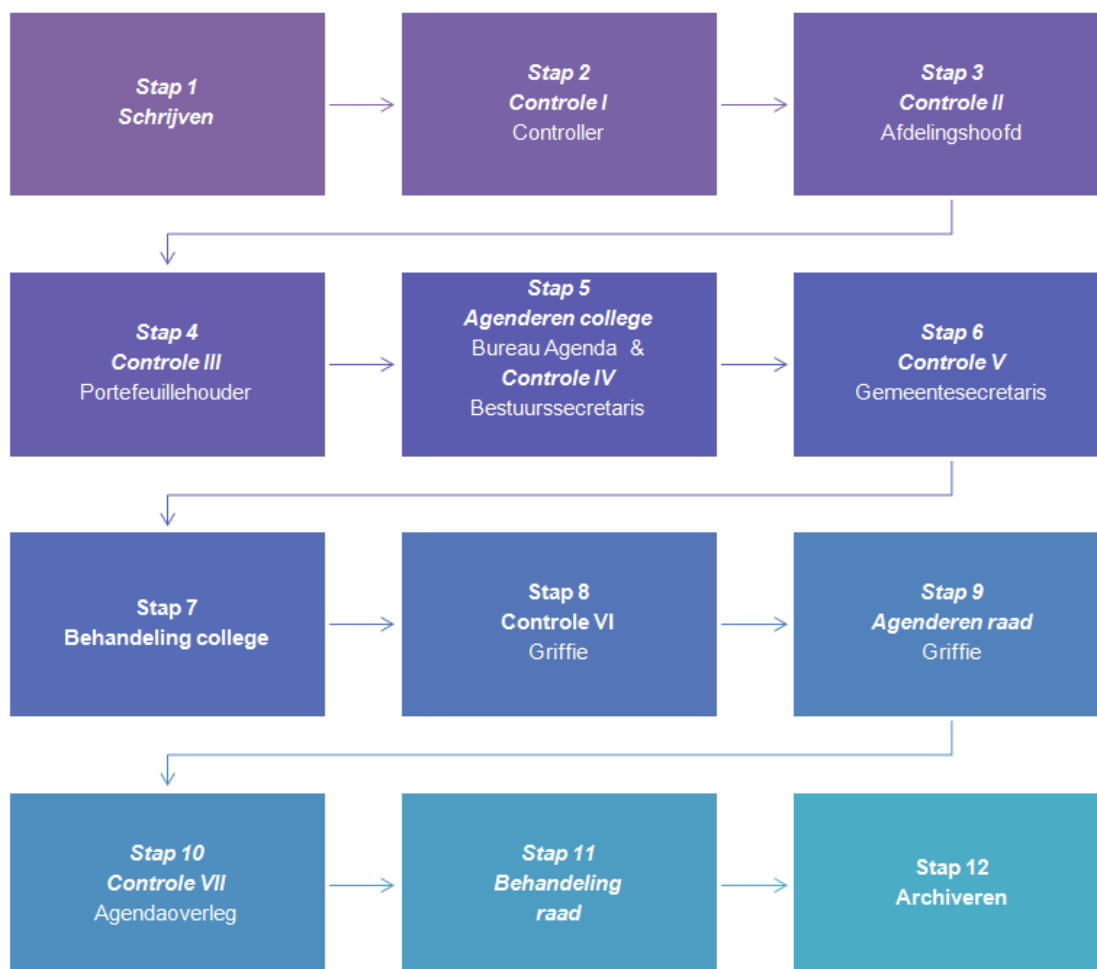 Stap 1
Schrijven
Stap 2
Controle I
Controller
Stap 3
Controle II
Afdelingshoofd
Stap 4
Controle III
Portefeuillehouder
Stap 5
Agenderen college
Bureau Agenda &
Controle IV
Bestuurssecretaris
Stap 6
Controle V
Gemeentesecretaris
Stap 7
Behandeling college
Stap 8
Controle VI
Griffie
Stap 9
Agenderen raad
Griffie
Stap 10
Controle VII
Agendaoverleg
Stap 11
Behandeling
raad
Stap 12
Archiveren